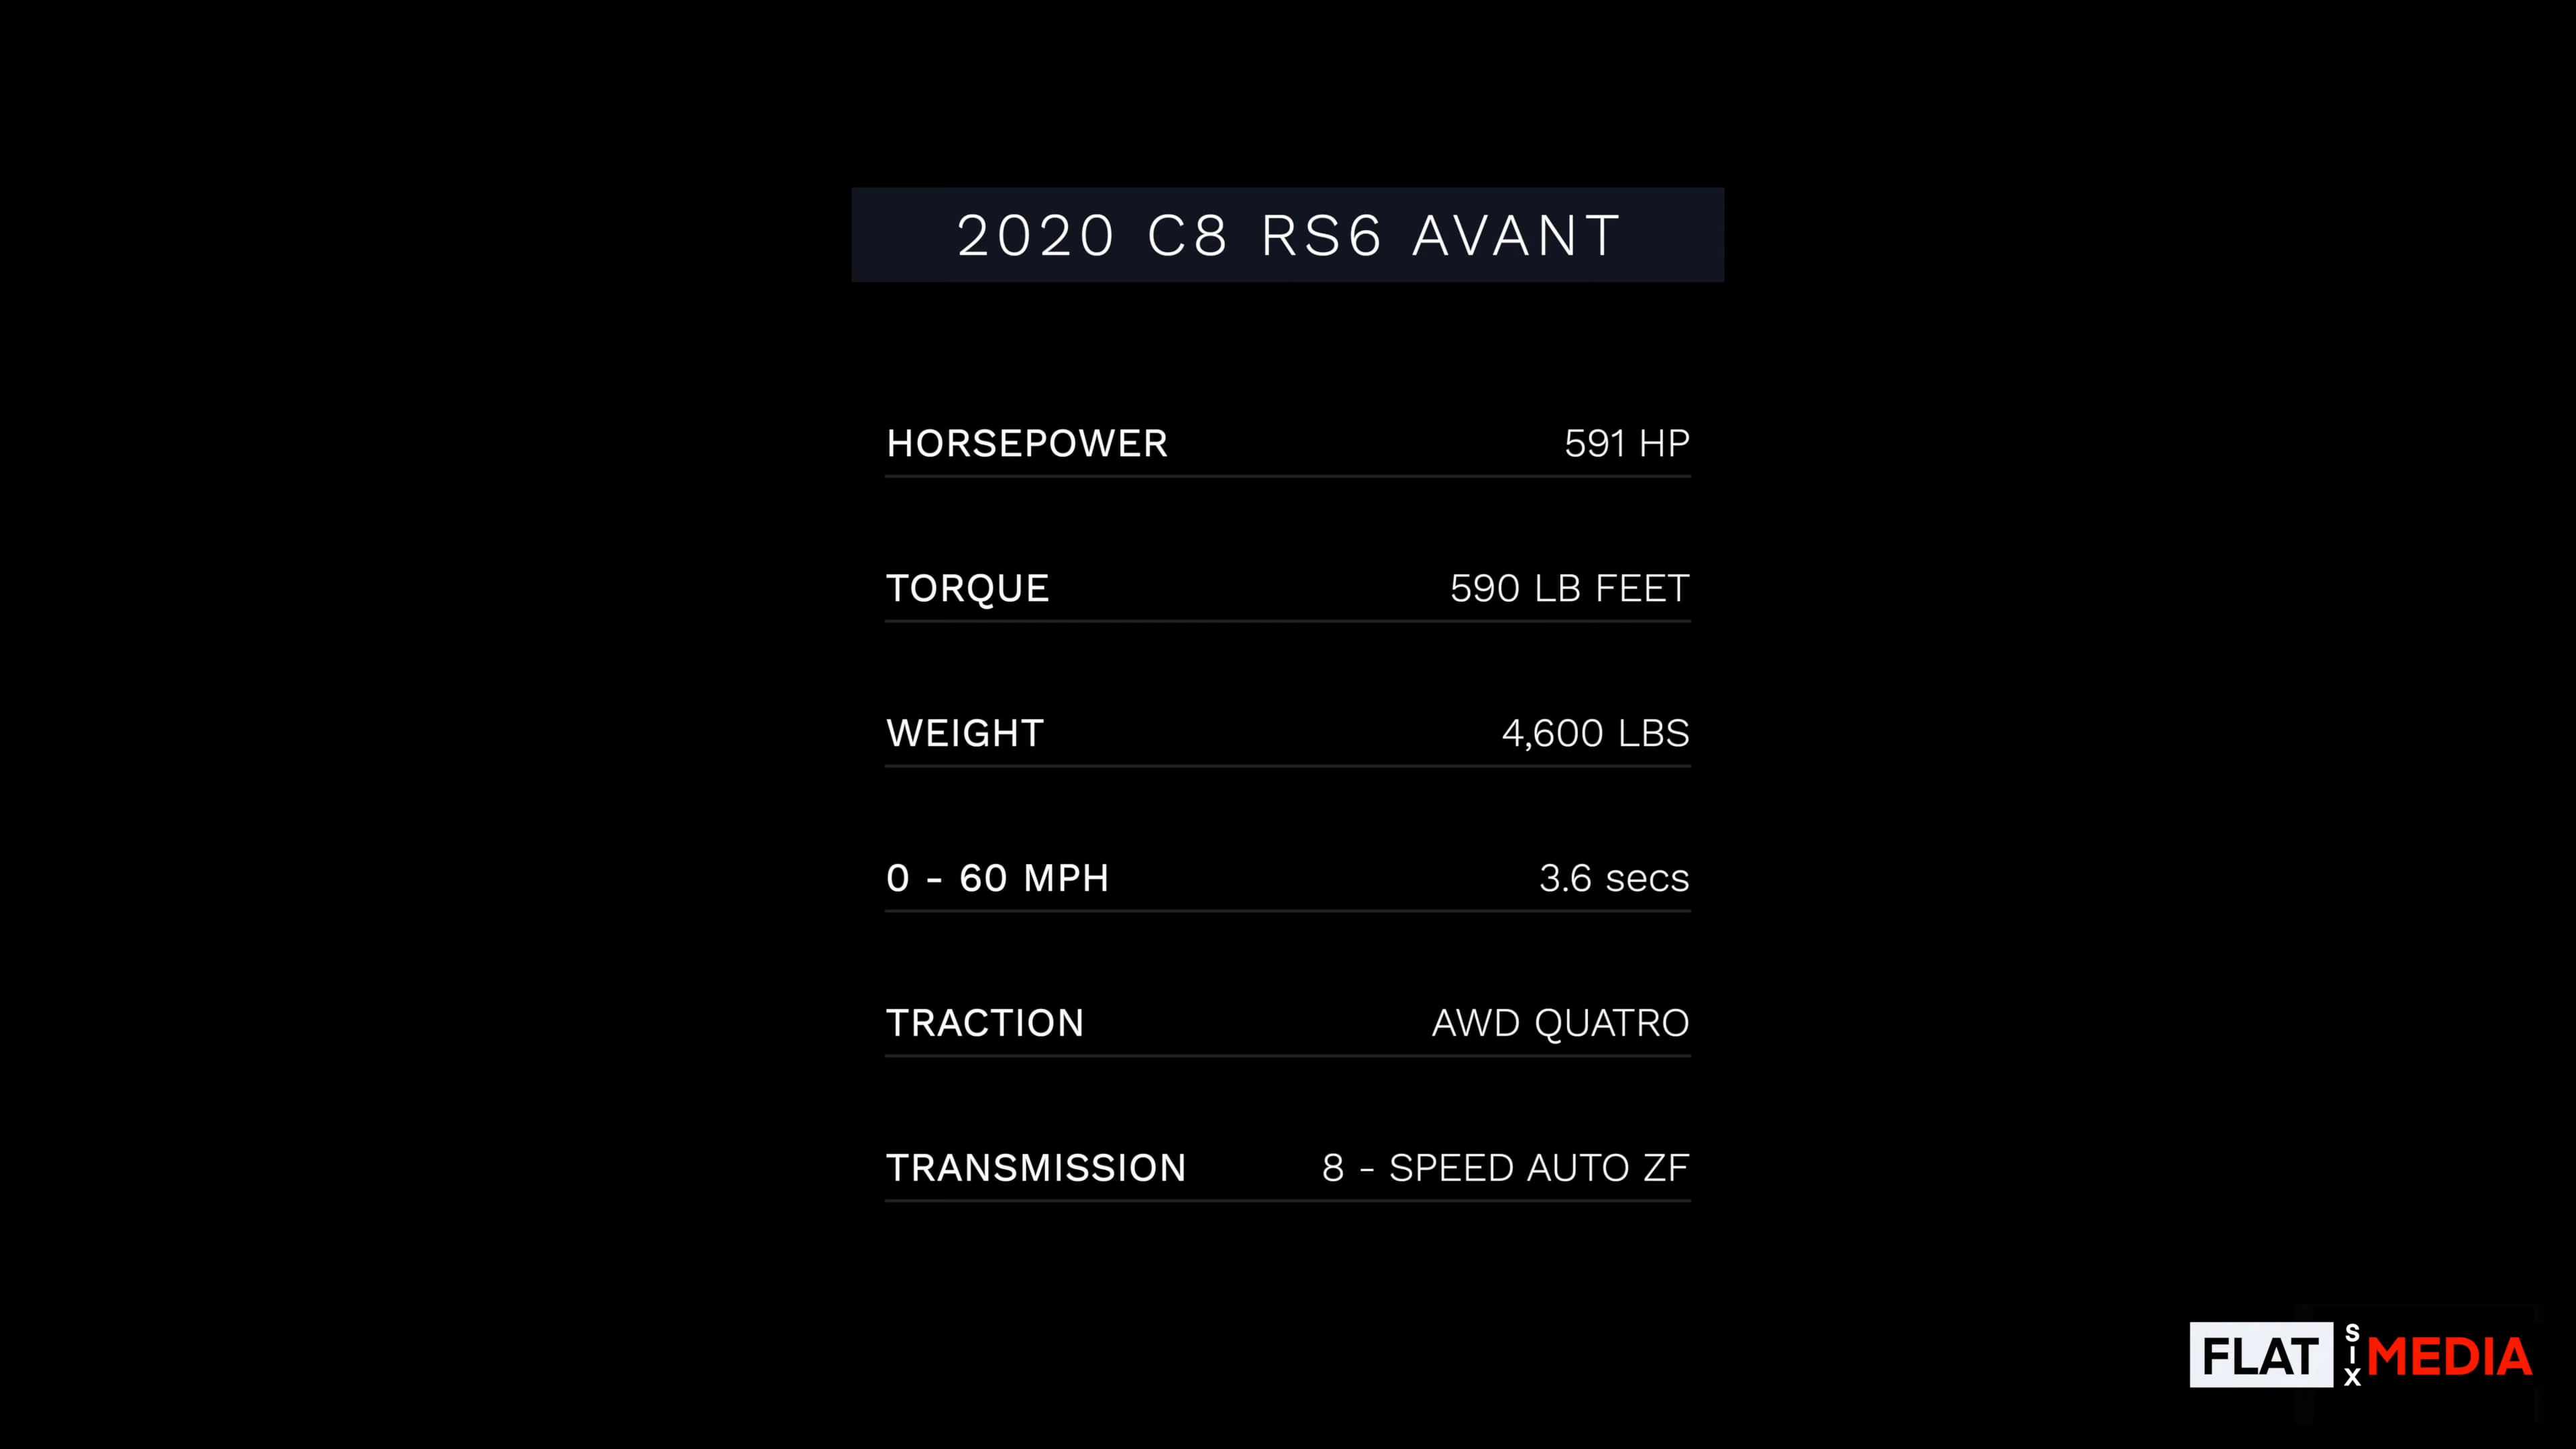 2020 C8 RS6 AVANT
HORSEPOWER 591 HP
TORQUE 590 LB FEET
WEIGHT 4,600 LBS
0 - 60 MPH 3.6 secs
TRACTION AWD QUATRO
TRANSMISSION 8 - SPEED AUTO ZF
FLAT SIX MEDIA